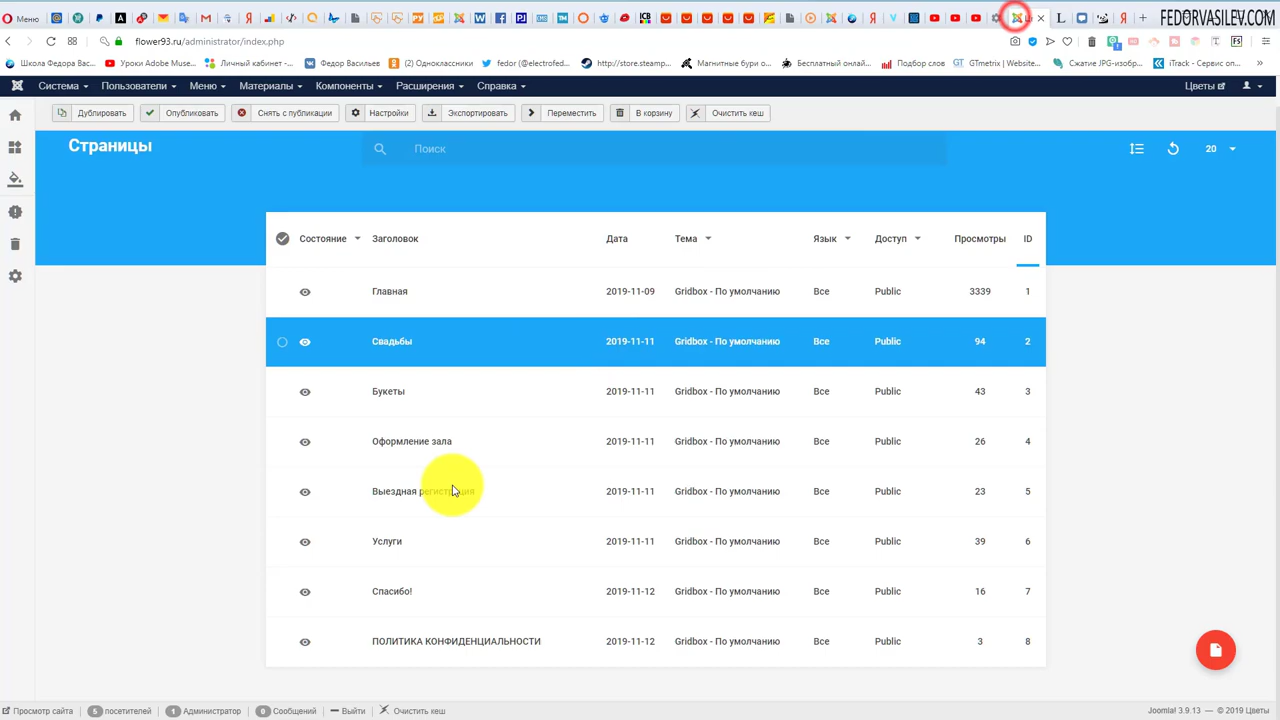 Меню
FEDORVASILEV.COM
flower93.ru/administrator/index.php
Школа Федора Васил...
Уроки Adobe Muse...
Личный кабинет -...
Федор Васильев
(2) Одноклассники
fedor (@electrofed...
http://store.steamp...
Магнитные бури о...
Бесплатный онлай...
Подбор слов
GTmetrix | Website...
Сжатие JPG-изобр...
iTrack - Сервис оп...
Система Пользователи Меню Материалы Компоненты Расширения Справка Цветы
Дублировать Опубликовать Снять с публикации Настройки Экспортировать Переместить В корзину Очистить кеш
Страницы Поиск 20
Состояние Заголовок Дата Тема Язык Доступ Просмотры ID
Главная 2019-11-09 Gridbox - По умолчанию Все Public 3339 1
Свадьбы 2019-11-11 Gridbox - По умолчанию Все Public 94 2
Букеты 2019-11-11 Gridbox - По умолчанию Все Public 43 3
Оформление зала 2019-11-11 Gridbox - По умолчанию Все Public 26 4
Выездная регистрация 2019-11-11 Gridbox - По умолчанию Все Public 23 5
Услуги 2019-11-11 Gridbox - По умолчанию Все Public 39 6
Спасибо! 2019-11-12 Gridbox - По умолчанию Все Public 16 7
ПОЛИТИКА КОНФИДЕНЦИАЛЬНОСТИ 2019-11-12 Gridbox - По умолчанию Все Public 3 8
Просмотр сайта 5 посетителей 1 Администратор 0 Сообщений Выйти Очистить кеш Joomla! 3.9.13 — © 2019 Цветы